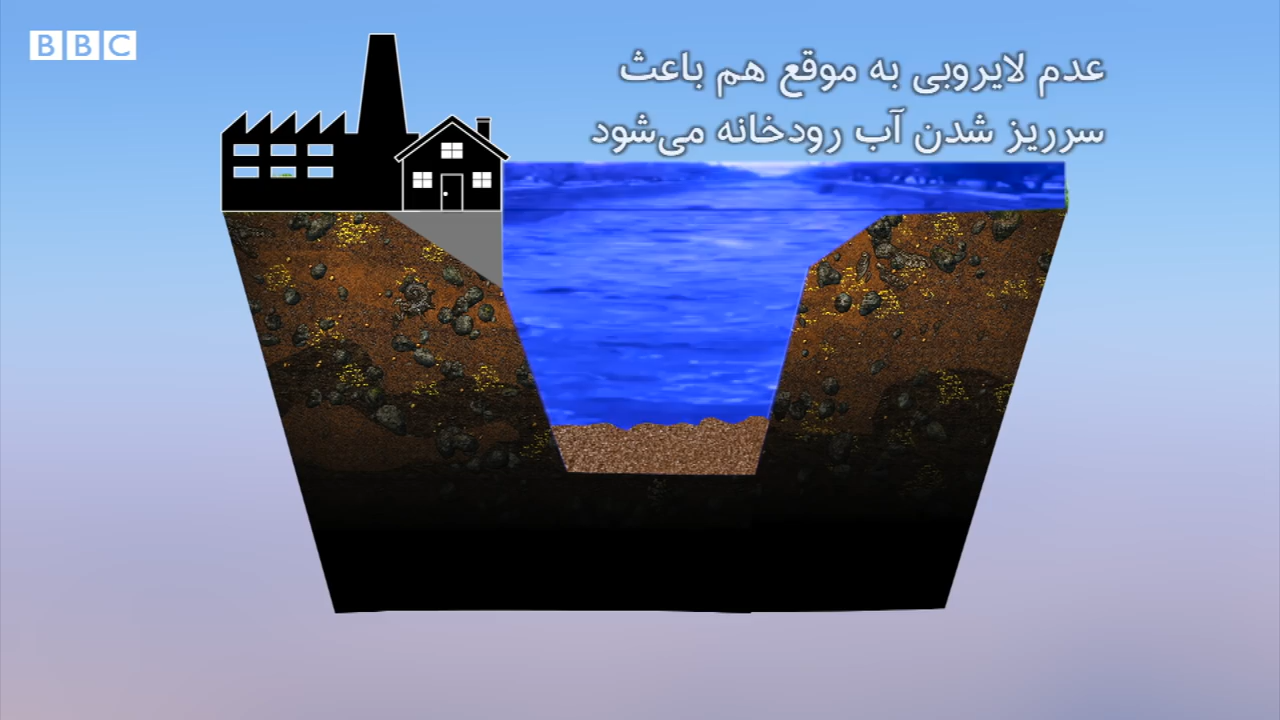 BBC
عدم لایروبی به موقع هم باعث
سرریز شدن آب رودخانه می‌شود